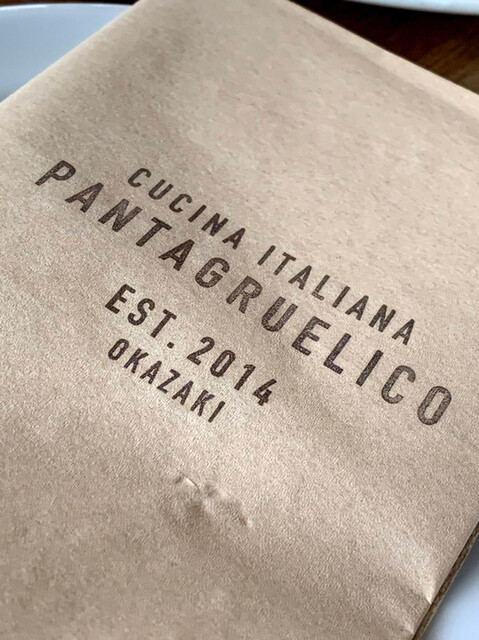 CUCINA ITALIANA
PANTAGRUELICO
EST. 2014
OKAZAKI